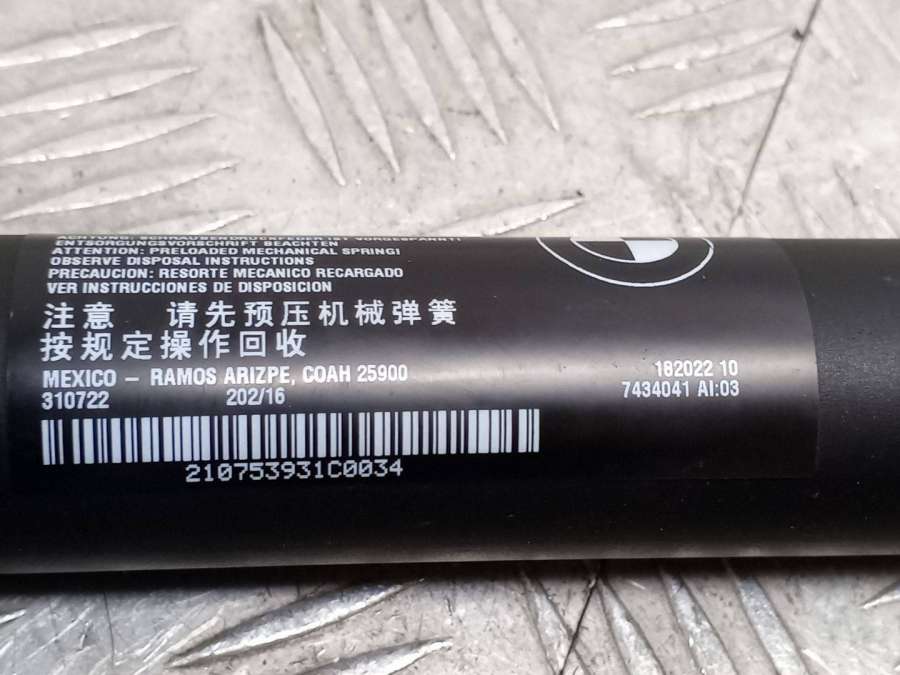 ACHTUNG: SCHRAUBENDRUCKFEDER IST VORGESPANNT!
ENTSORGUNGSVORSCHRIFT BEACHTEN
ATTENTION: PRELOADED MECHANICAL SPRING!
OBSERVE DISPOSAL INSTRUCTIONS
PRECAUCION: RESORTE MECANICO RECARGADO
VER INSTRUCCIONES DE DISPOSICION
注意 请先预压机械弹簧
按规定操作回收
MEXICO – RAMOS ARIZPE, COAH 25900
310722 202/16
182022 10
7434041 AI:03
210753931C0034